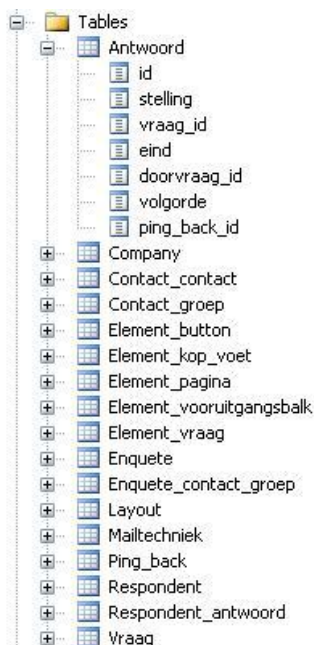 Tables
Antwoord
id
stelling
vraag_id
eind
doorvraag_id
volgorde
ping_back_id
Company
Contact_contact
Contact_groep
Element_button
Element_kop_voet
Element_pagina
Element_vooruitgangsbalk
Element_vraag
Enquete
Enquete_contact_groep
Layout
Mailtechniek
Ping_back
Respondent
Respondent_antwoord
Vraag